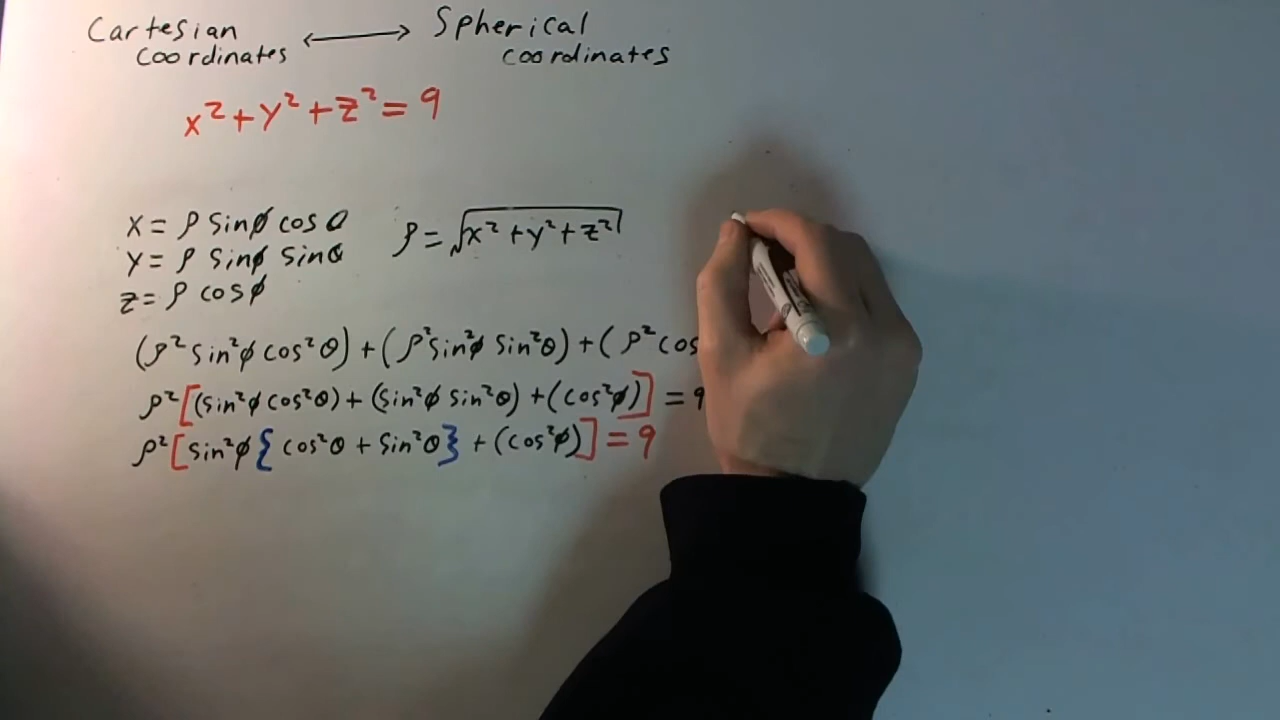 Cartesian coordinates ⟷ Spherical coordinates
x² + y² + z² = 9
x = ρ sinϕ cos θ
ρ = √x² + y² + z²
y = ρ sinϕ sinθ
z = ρ cosϕ
(ρ² sin²ϕ cos²θ) + (ρ² sin²ϕ sin²θ) + (ρ² cos
ρ² [(sin²ϕ cos²θ) + (sin²ϕ sin²θ) + (cos²ϕ)] = 9
ρ² [sin²ϕ { cos²θ + sin²θ } + (cos²ϕ)] = 9